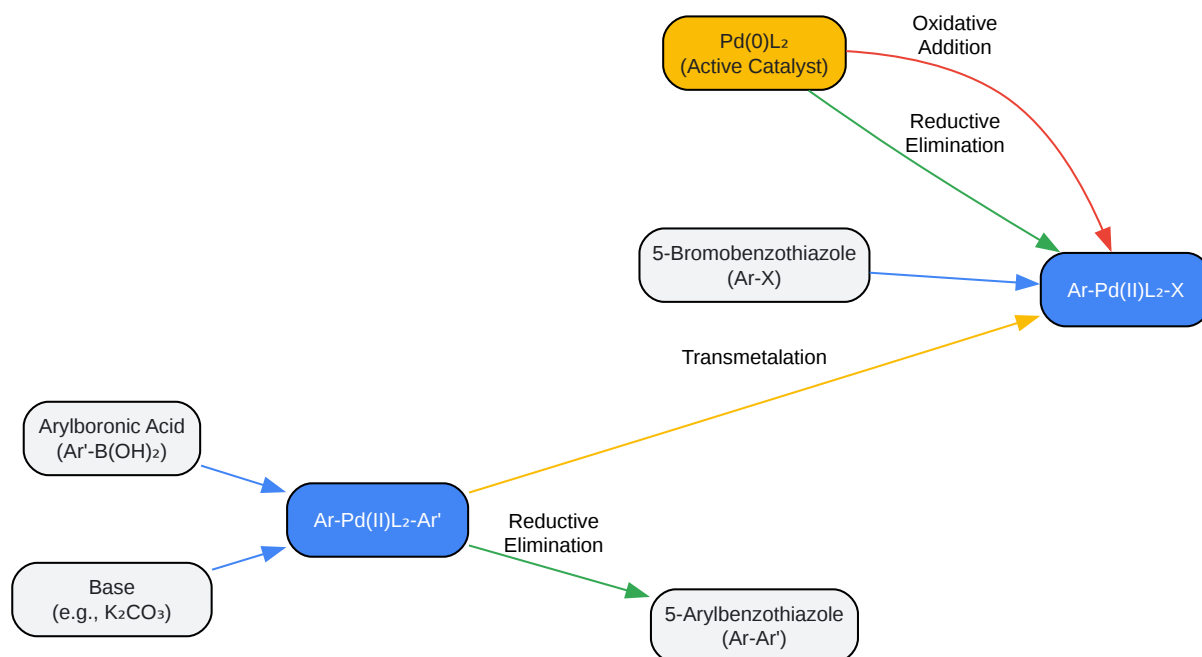 Oxidative
Addition
Pd(0)L₂
(Active Catalyst)
Reductive
Elimination
5-Bromobenzothiazole
(Ar-X)
Ar-Pd(II)L₂-X
Transmetalation
Arylboronic Acid
(Ar'-B(OH)₂)
Ar-Pd(II)L₂-Ar'
Reductive
Elimination
Base
(e.g., K₂CO₃)
5-Arylbenzothiazole
(Ar-Ar')